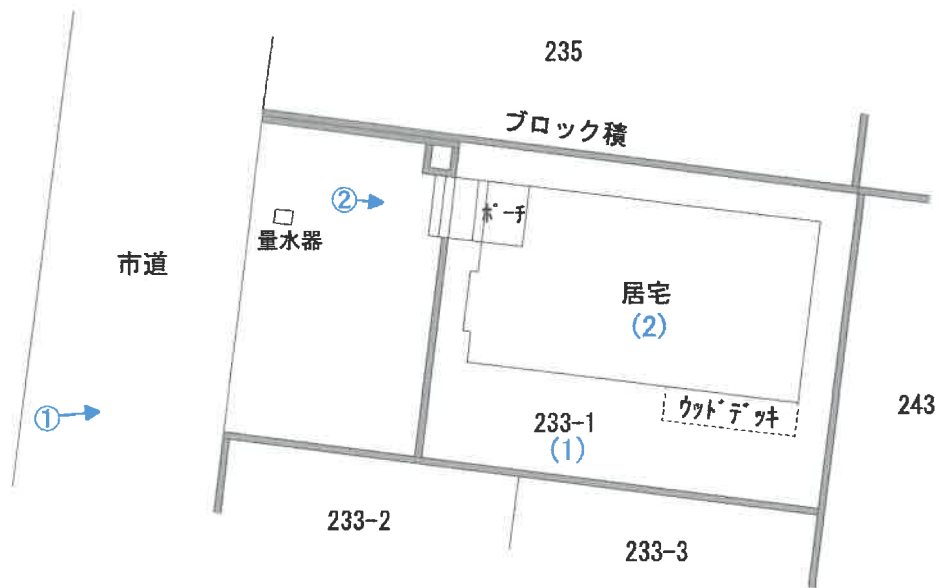 235
ブロック積
②
ポーチ
量水器
市道
居宅
(2)
①
ウッドデッキ
243
233-1
(1)
233-2
233-3